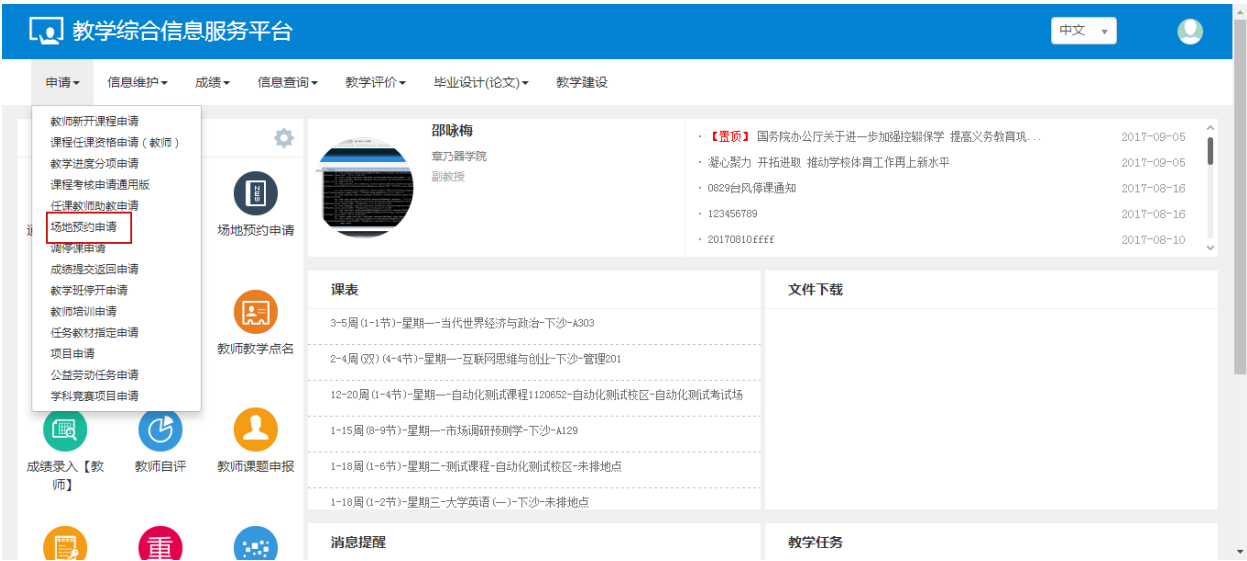 教学综合信息服务平台
中文
申请
信息维护
成绩
信息查询
教学评价
毕业设计(论文)
教学建设
教师新开课程申请
课程任课资格申请（教师）
教学进度分项申请
课程考核申请通用版
任课教师助教申请
场地预约申请
调停课申请
成绩提交返回申请
教学班停开申请
教师培训申请
任务教材指定申请
项目申请
公益劳动任务申请
学科竞赛项目申请
场地预约申请
教师教学点名
成绩录入【教师】
教师自评
教师课题申报
重
邵咏梅
章乃器学院
副教授
· 【置顶】 国务院办公厅关于进一步加强控辍保学 提高义务教育巩... 2017-09-05
· 凝心聚力 开拓进取 推动学校体育工作再上新水平 2017-09-05
· 0829台风停课通知 2017-08-16
· 123456789 2017-08-16
· 20170810ffff 2017-08-10
课表
3-5周(1-1节)-星期一-当代世界经济与政治-下沙-A303
2-4周(双)(4-4节)-星期一-互联网思维与创业-下沙-管理201
12-20周(1-4节)-星期一-自动化测试课程1120652-自动化测试校区-自动化测试考试场
1-15周(8-9节)-星期一-市场调研预测学-下沙-A129
1-18周(1-6节)-星期二-测试课程-自动化测试校区-未排地点
1-18周(1-2节)-星期三-大学英语(一)-下沙-未排地点
文件下载
消息提醒
教学任务